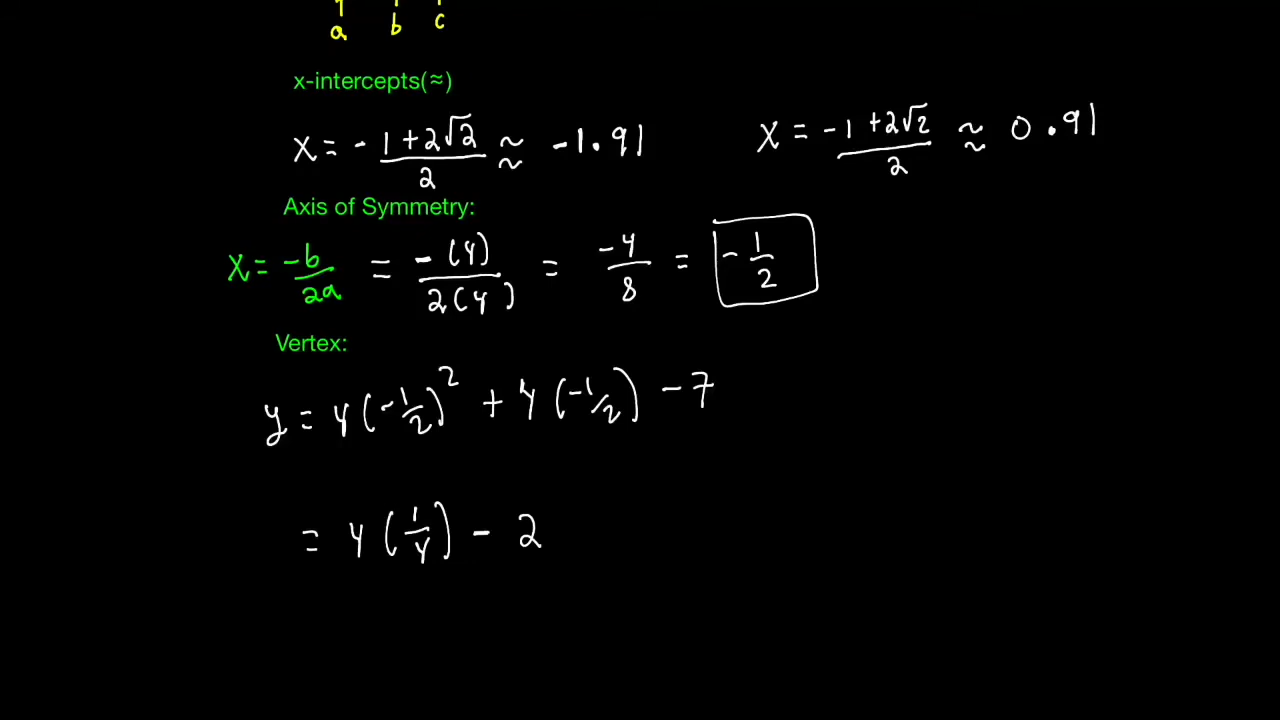 a b c
x-intercepts(≈)
x = - 1+2√2 / 2 ≈ -1.91 x = -1+2√2 / 2 ≈ 0.91
Axis of Symmetry:
x = -b / 2a = -(4) / 2(4) = -4 / 8 = -1/2
Vertex:
y = 4(-1/2)² + 4(-1/2) - 7
= 4(1/4) - 2